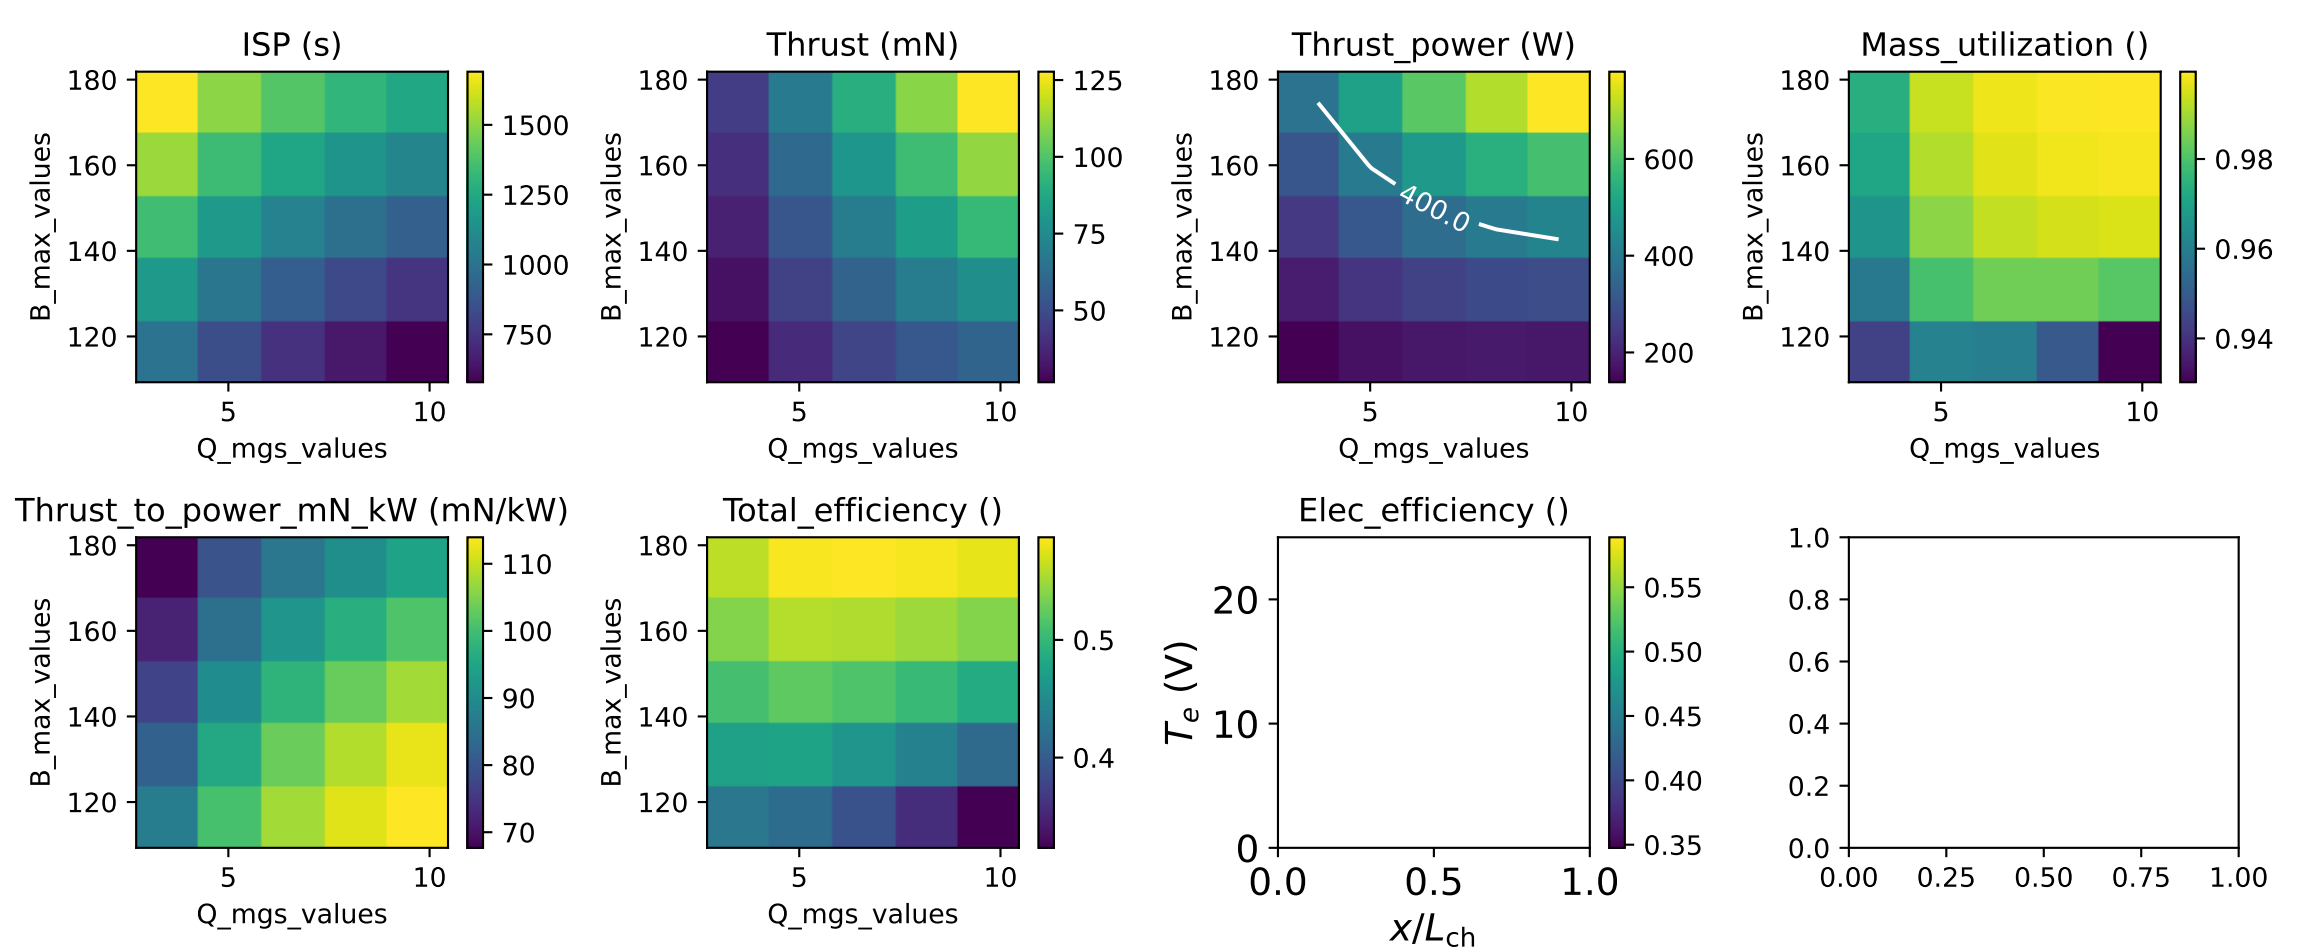 ISP (s)
180
160
140
120
B_max_values
5 10
Q_mgs_values
1500
1250
1000
750
Thrust (mN)
180
160
140
120
B_max_values
5 10
Q_mgs_values
125
100
75
50
Thrust_power (W)
180
160
140
120
B_max_values
400.0
5 10
Q_mgs_values
600
400
200
Mass_utilization ()
180
160
140
120
B_max_values
5 10
Q_mgs_values
0.98
0.96
0.94
Thrust_to_power_mN_kW (mN/kW)
180
160
140
120
B_max_values
5 10
Q_mgs_values
110
100
90
80
70
Total_efficiency ()
180
160
140
120
B_max_values
5 10
Q_mgs_values
0.5
0.4
Elec_efficiency ()
20
10
0
T_e (V)
0.0 0.5 1.0
x/L_ch
0.55
0.50
0.45
0.40
0.35
1.0
0.8
0.6
0.4
0.2
0.0
0.00 0.25 0.50 0.75 1.00